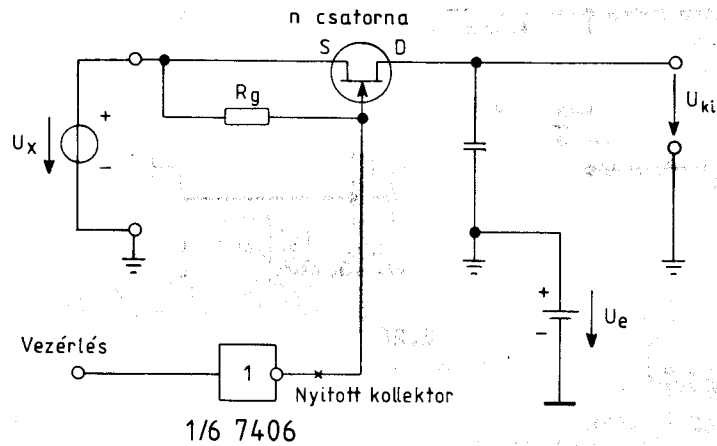 n csatorna
S D
Rg
Ux
+
−
Uki
+
−
Ue
Vezérlés
1
Nyitott kollektor
1/6 7406